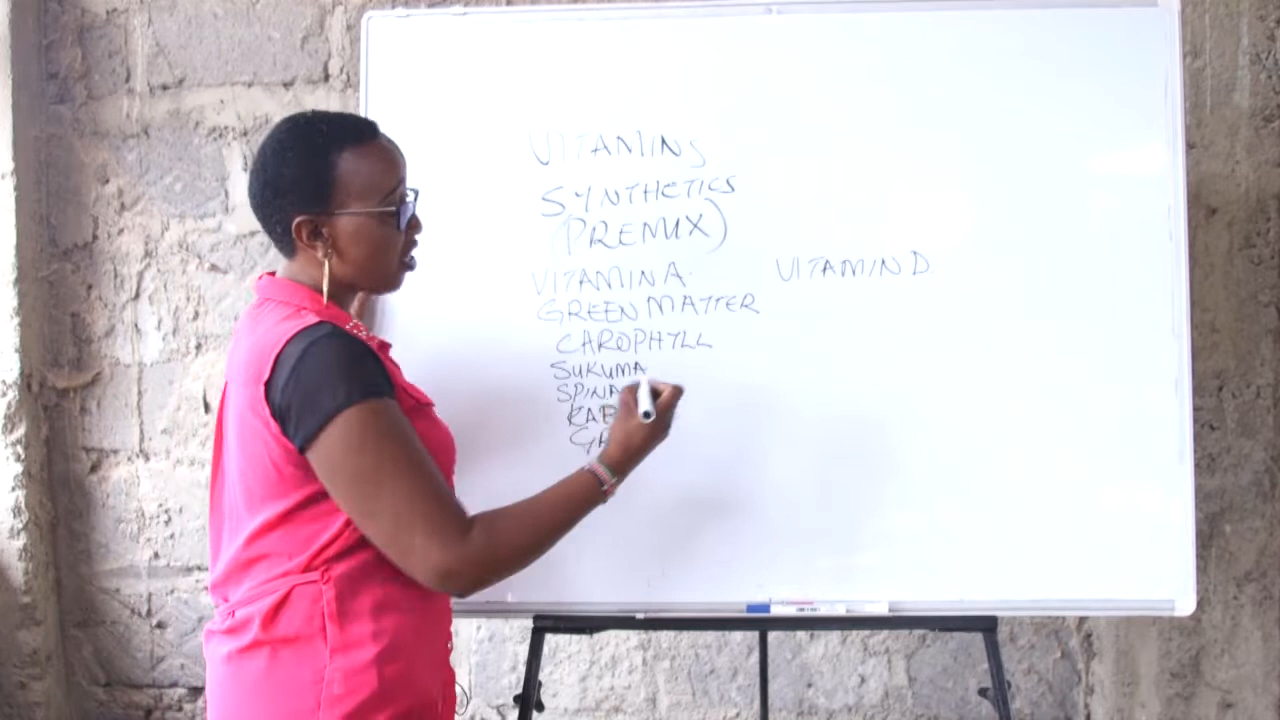 VITAMINS
SYNTHETICS
(PREMIX)
VITAMIN A.
VITAMIN D.
GREEN MATTER
CAROPHYLL
SUKUMA